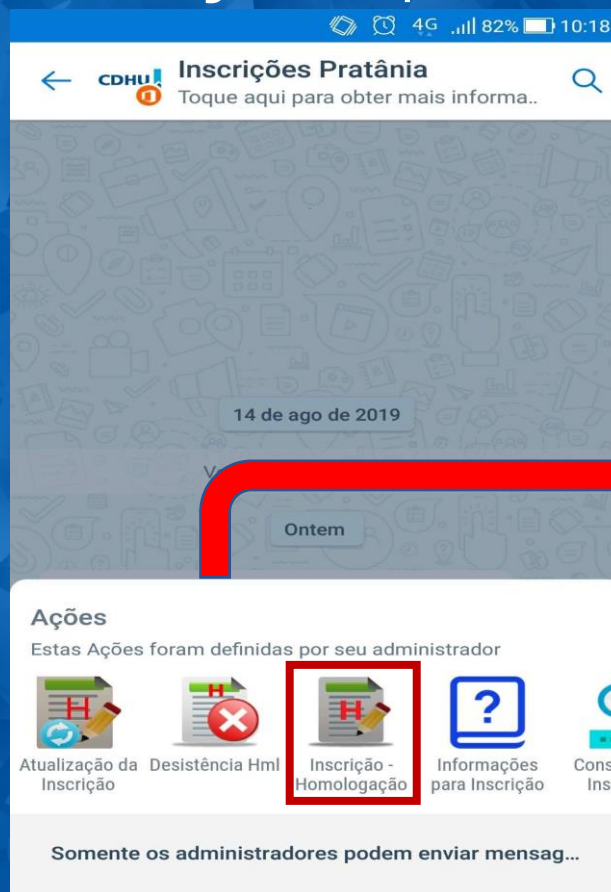 4G 82% 10:18
CDHU
Inscrições Pratânia
Toque aqui para obter mais informa..
14 de ago de 2019
Ontem
Ações
Estas Ações foram definidas por seu administrador
H H H ?
Atualização da Desistência Hml Inscrição - Informações
Inscrição Homologação para Inscrição
Somente os administradores podem enviar mensag...